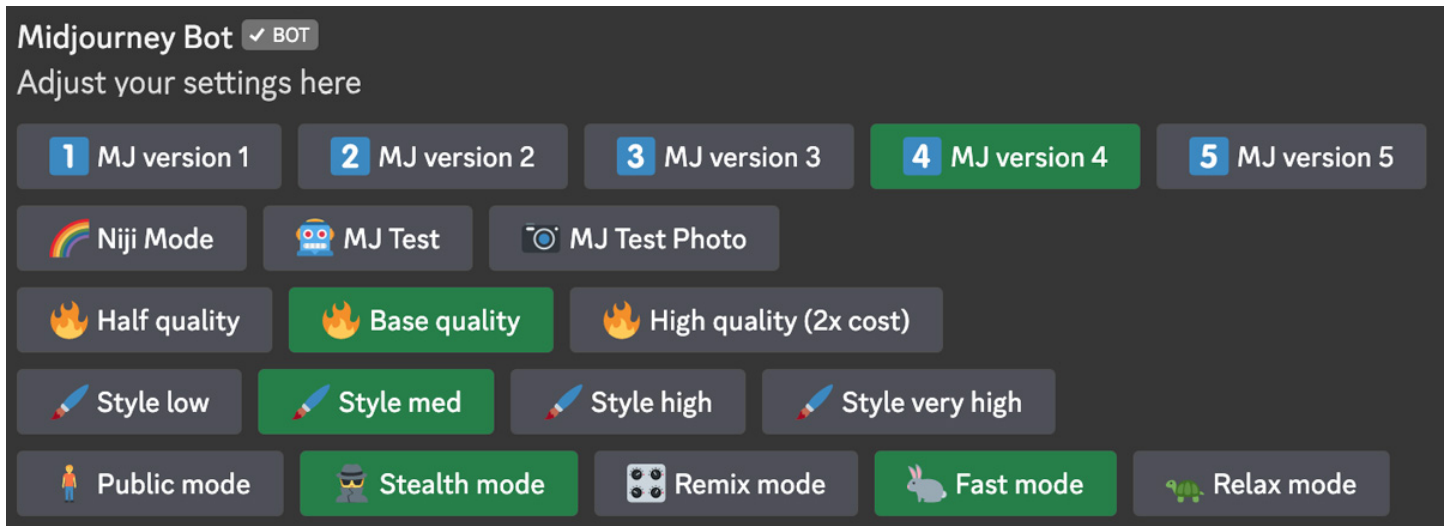 Midjourney Bot ✓ BOT
Adjust your settings here
1 MJ version 1 2 MJ version 2 3 MJ version 3 4 MJ version 4 5 MJ version 5
Niji Mode MJ Test MJ Test Photo
Half quality Base quality High quality (2x cost)
Style low Style med Style high Style very high
Public mode Stealth mode Remix mode Fast mode Relax mode